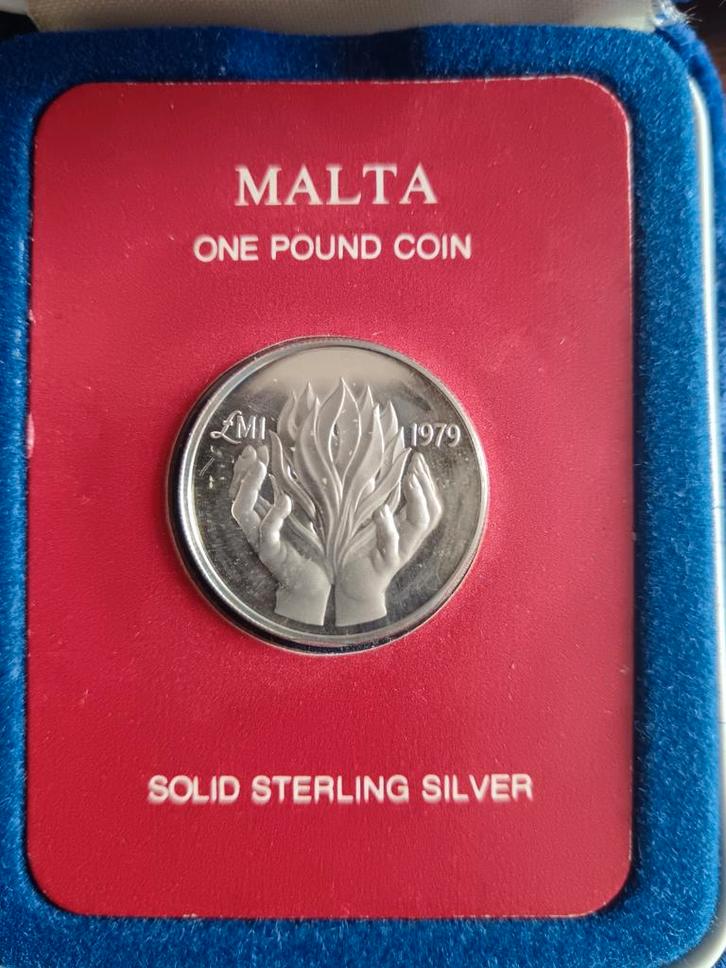 MALTA
ONE POUND COIN
£M1 1979
SOLID STERLING SILVER